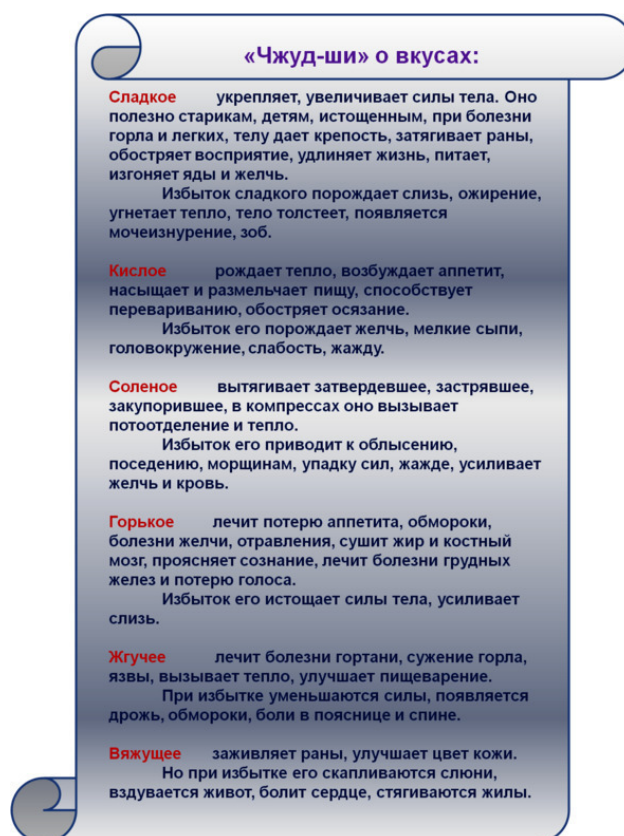 «Чжуд-ши» о вкусах:
Сладкое укрепляет, увеличивает силы тела. Оно
полезно старикам, детям, истощенным, при болезни
горла и легких, телу дает крепость, затягивает раны,
обостряет восприятие, удлиняет жизнь, питает,
изгоняет яды и желчь.
Избыток сладкого порождает слизь, ожирение,
угнетает тепло, тело толстеет, появляется
мочеизнурение, зоб.
Кислое рождает тепло, возбуждает аппетит,
насыщает и размельчает пищу, способствует
перевариванию, обостряет осязание.
Избыток его порождает желчь, мелкие сыпи,
головокружение, слабость, жажду.
Соленое вытягивает затвердевшее, застрявшее,
закупорившее, в компрессах оно вызывает
потоотделение и тепло.
Избыток его приводит к облысению,
поседению, морщинам, упадку сил, жажде, усиливает
желчь и кровь.
Горькое лечит потерю аппетита, обмороки,
болезни желчи, отравления, сушит жир и костный
мозг, проясняет сознание, лечит болезни грудных
желез и потерю голоса.
Избыток его истощает силы тела, усиливает
слизь.
Жгучее лечит болезни гортани, сужение горла,
язвы, вызывает тепло, улучшает пищеварение.
При избытке уменьшаются силы, появляется
дрожь, обмороки, боли в пояснице и спине.
Вяжущее заживляет раны, улучшает цвет кожи.
Но при избытке его скапливаются слюни,
вздувается живот, болит сердце, стягиваются жилы.